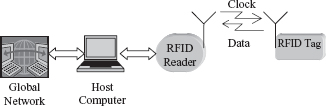 Clock
Data
RFID
Reader
RFID Tag
Global
Network
Host
Computer